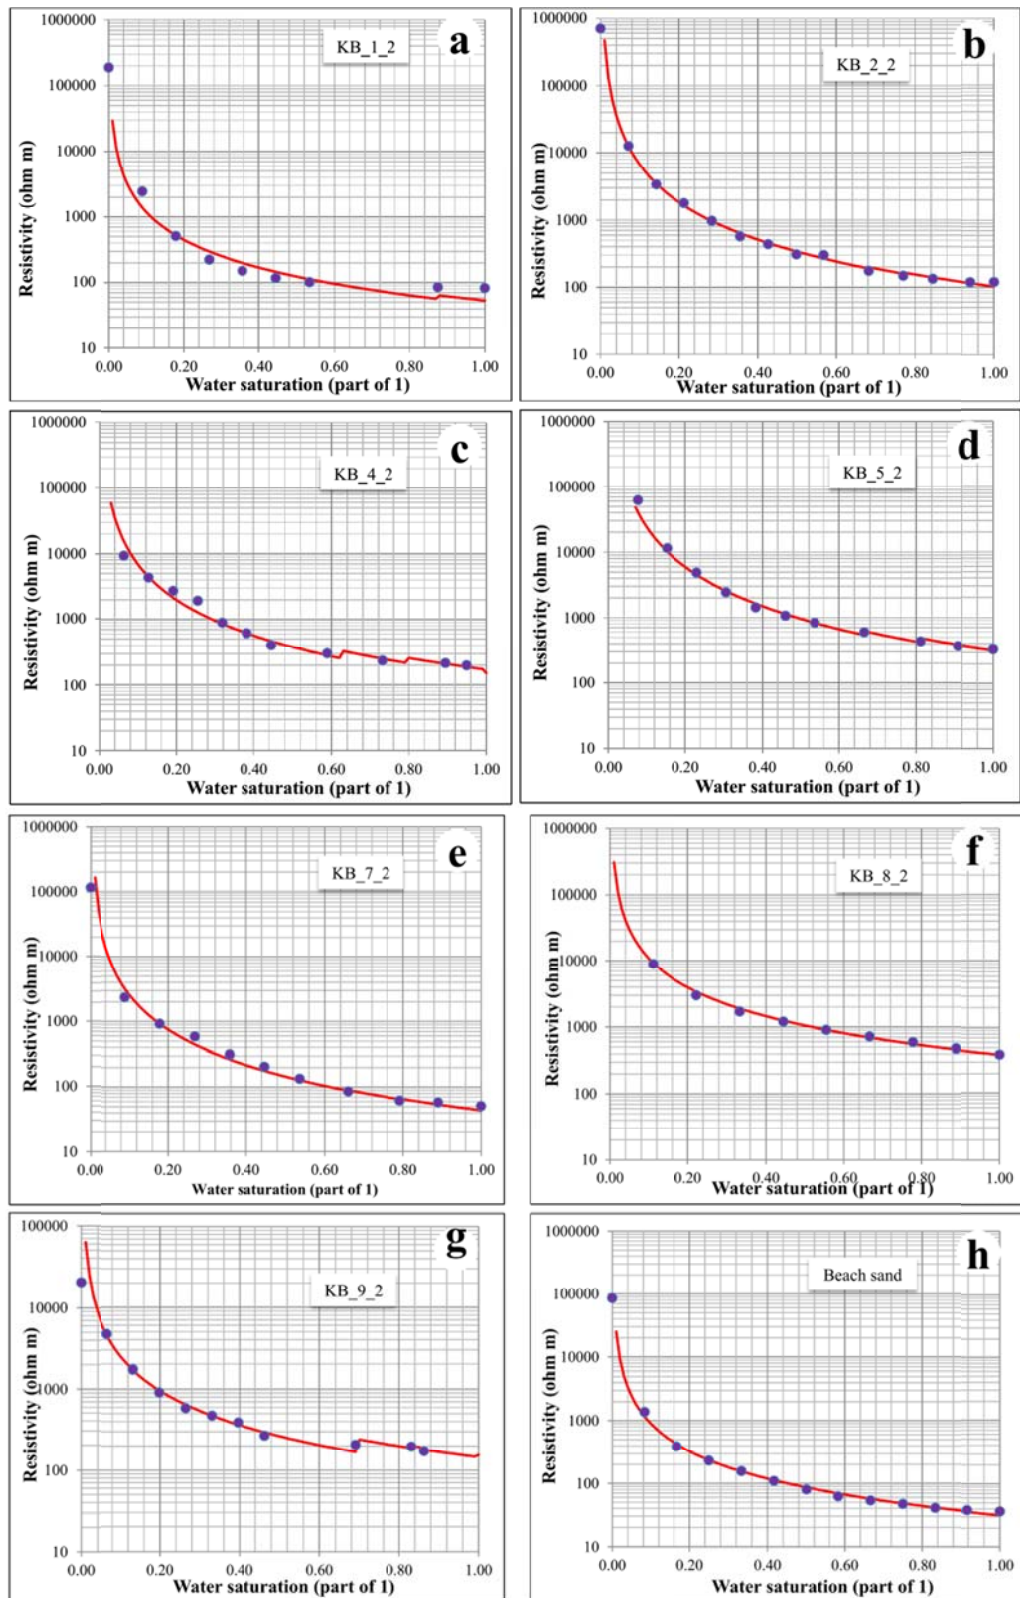 a
KB_1_2
Resistivity (ohm m)
1000000
100000
10000
1000
100
10
0.00 0.20 0.40 0.60 0.80 1.00
Water saturation (part of 1)
b
KB_2_2
Resistivity (ohm m)
1000000
100000
10000
1000
100
10
0.00 0.20 0.40 0.60 0.80 1.00
Water saturation (part of 1)
c
KB_4_2
Resistivity (ohm m)
1000000
100000
10000
1000
100
10
0.00 0.20 0.40 0.60 0.80 1.00
Water saturation (part of 1)
d
KB_5_2
Resistivity (ohm m)
1000000
100000
10000
1000
100
10
0.00 0.20 0.40 0.60 0.80 1.00
Water saturation (part of 1)
e
KB_7_2
Resistivity (ohm m)
1000000
100000
10000
1000
100
10
0.00 0.20 0.40 0.60 0.80 1.00
Water saturation (part of 1)
f
KB_8_2
Resistivity (ohm m)
1000000
100000
10000
1000
100
10
0.00 0.20 0.40 0.60 0.80 1.00
Water saturation (part of 1)
g
KB_9_2
Resistivity (ohm m)
100000
10000
1000
100
10
0.00 0.20 0.40 0.60 0.80 1.00
Water saturation (part of 1)
h
Beach sand
Resistivity (ohm m)
1000000
100000
10000
1000
100
10
0.00 0.20 0.40 0.60 0.80 1.00
Water saturation (part of 1)